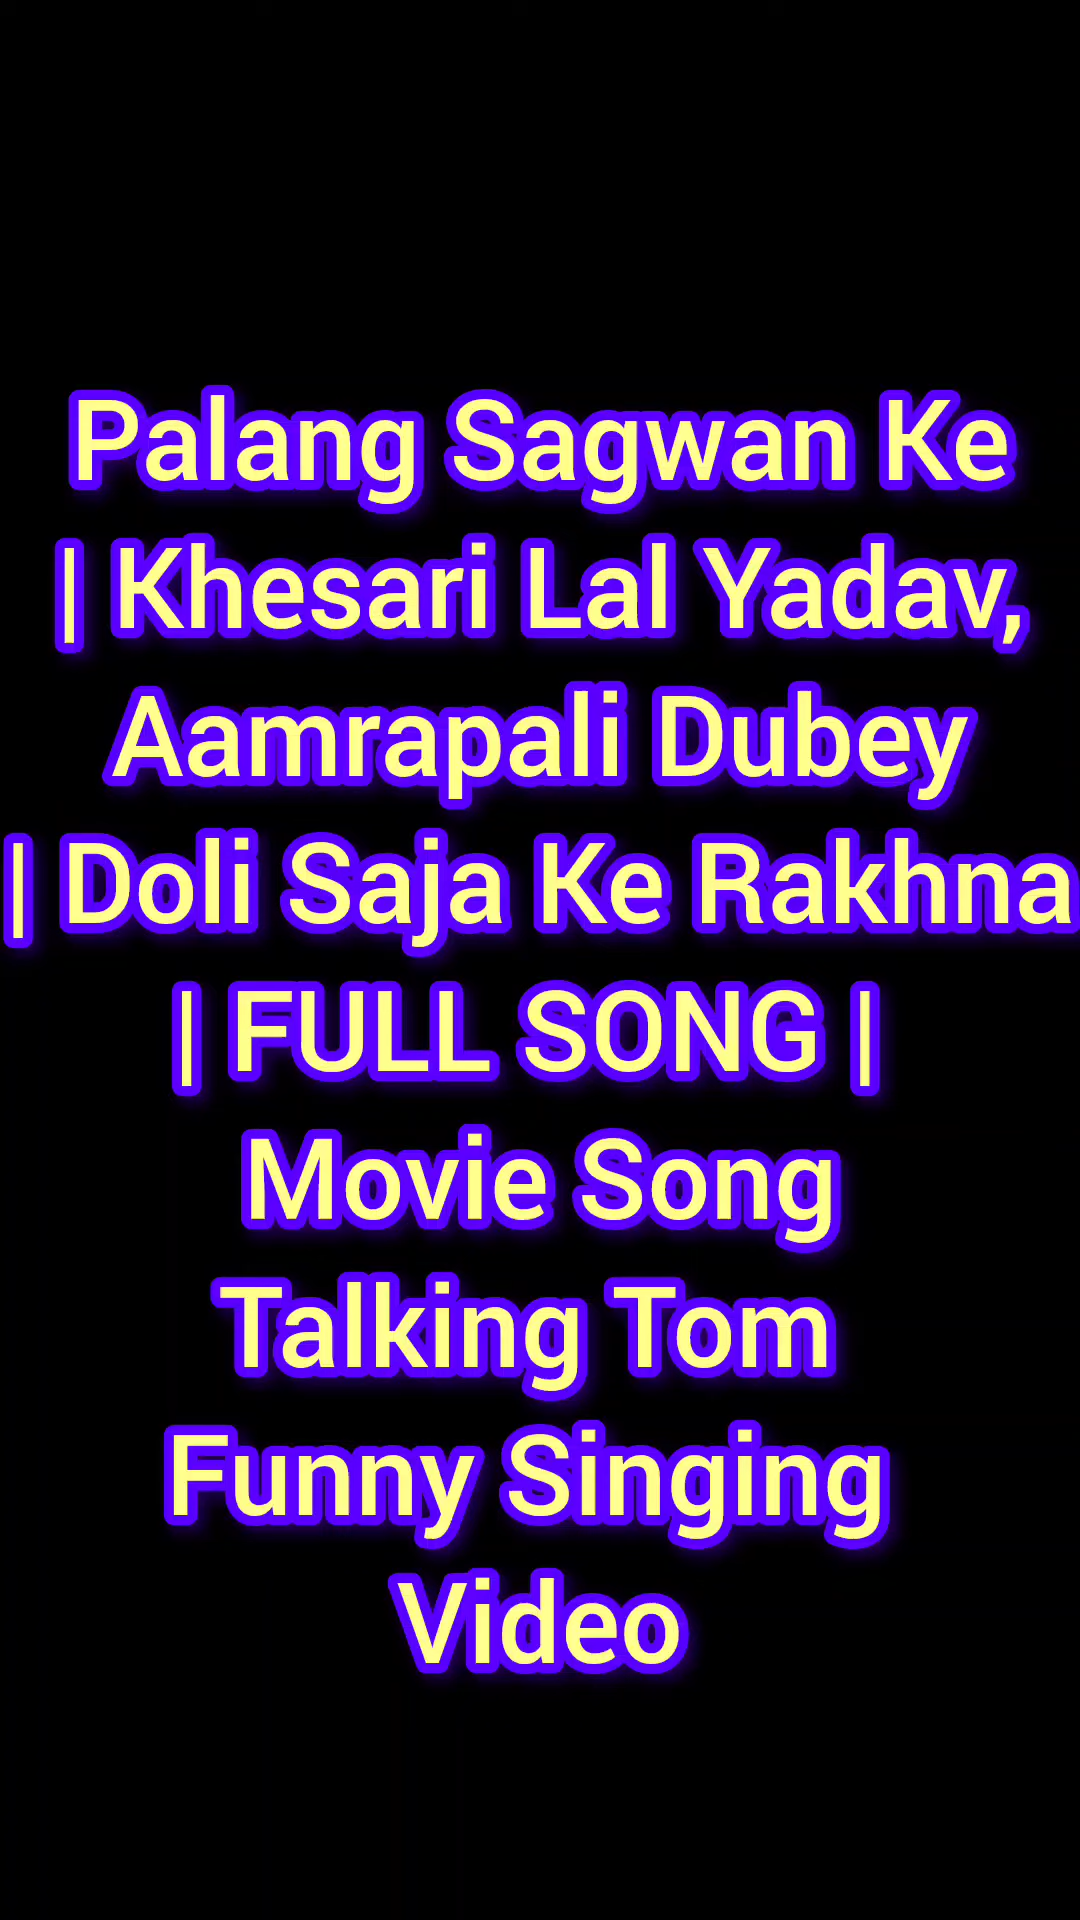 Palang Sagwan Ke
| Khesari Lal Yadav,
Aamrapali Dubey
| Doli Saja Ke Rakhna
| FULL SONG |
Movie Song
Talking Tom
Funny Singing
Video